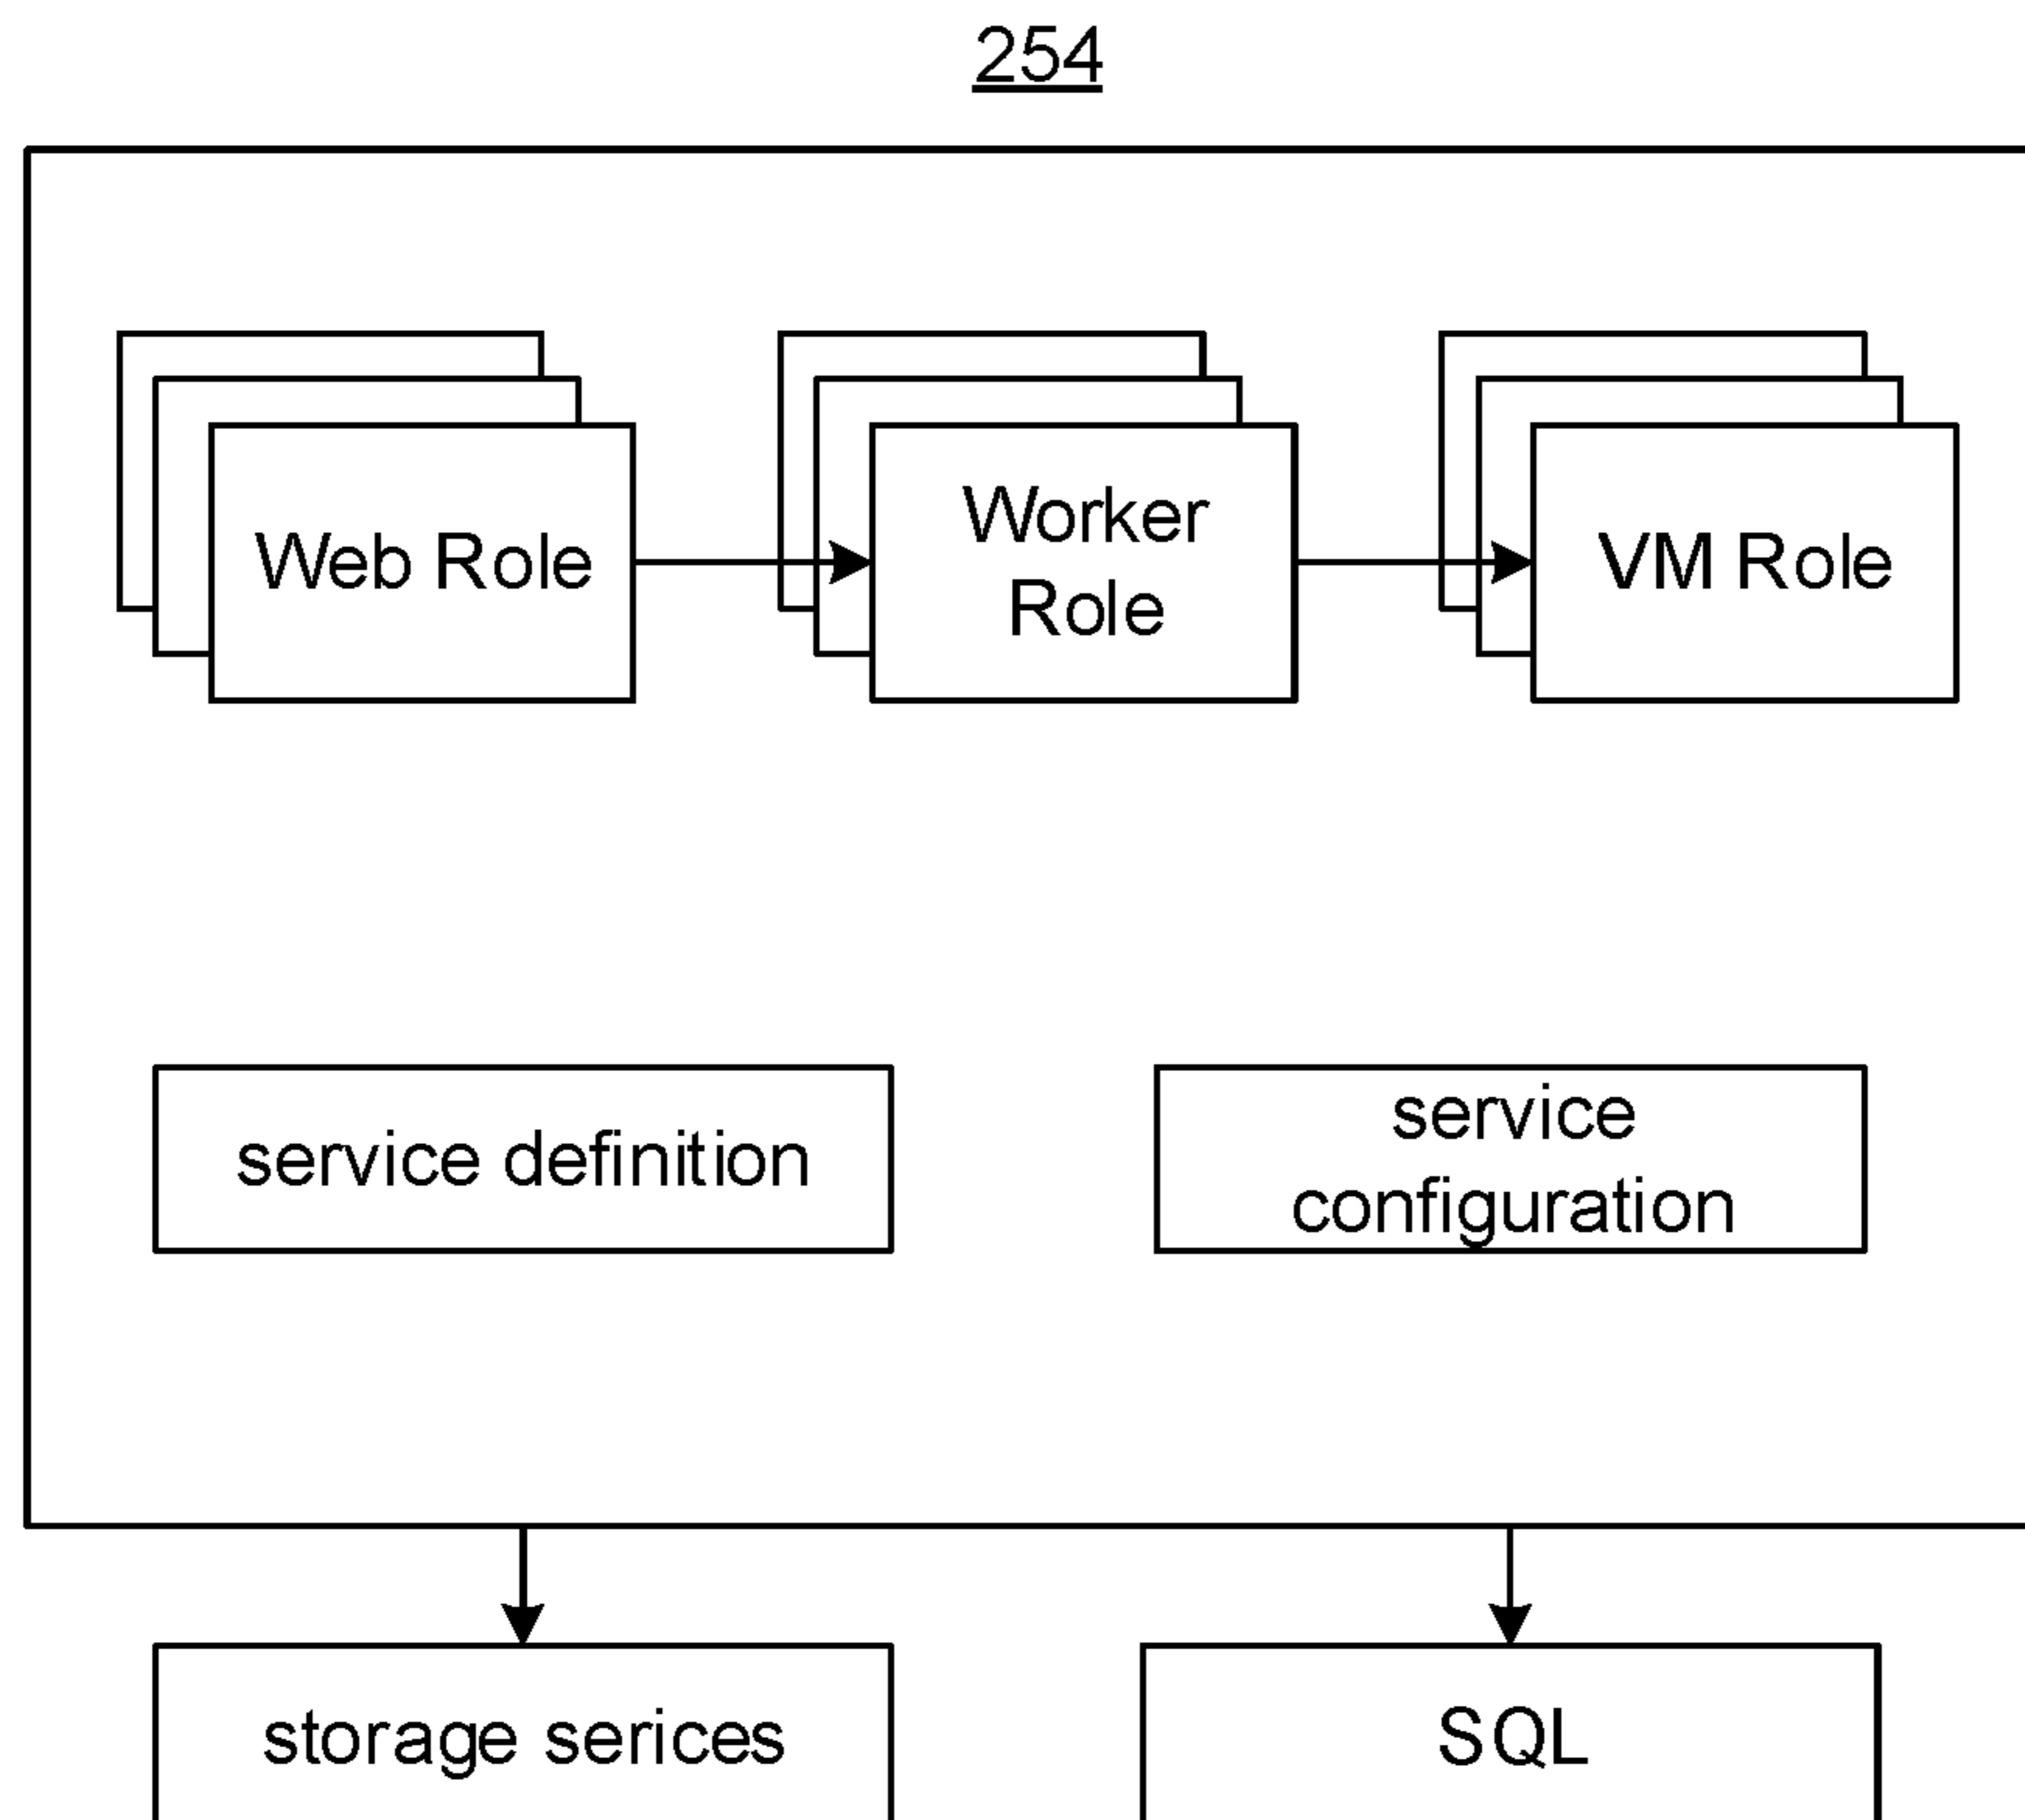 254
Web Role
Worker
Role
VM Role
service definition
service
configuration
storage serices
SQL